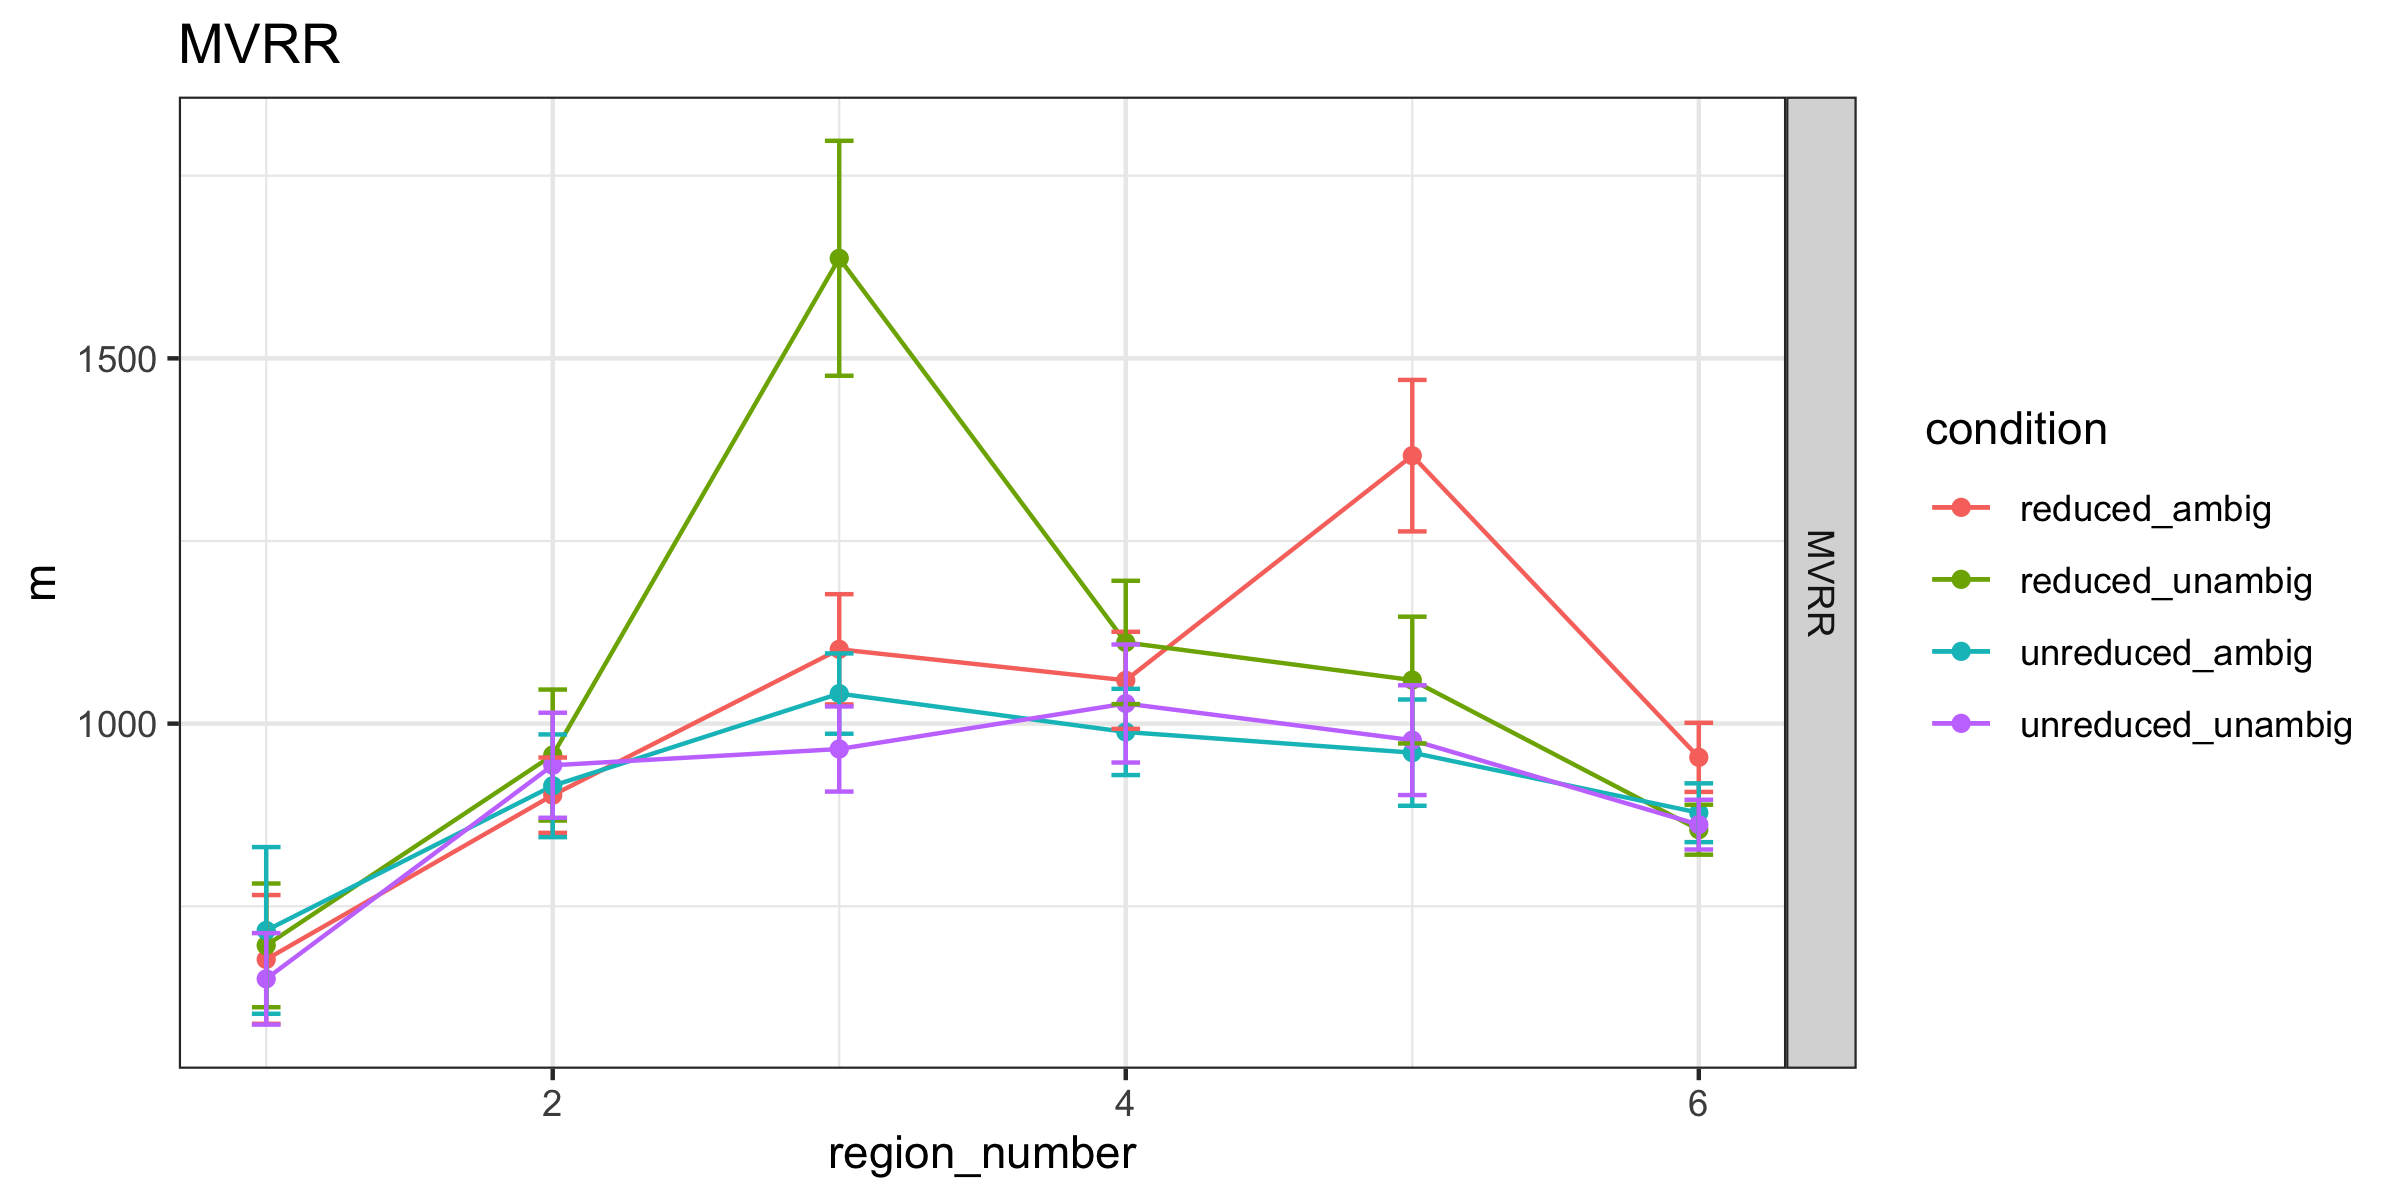 MVRR
1500
1000
m
2
4
6
region_number
MVRR
condition
reduced_ambig
reduced_unambig
unreduced_ambig
unreduced_unambig